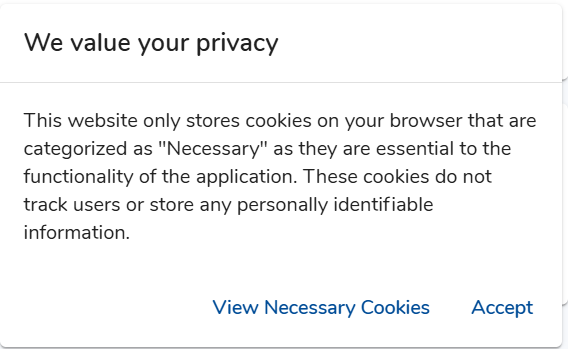 We value your privacy
This website only stores cookies on your browser that are
categorized as "Necessary" as they are essential to the
functionality of the application. These cookies do not
track users or store any personally identifiable
information.
View Necessary Cookies Accept